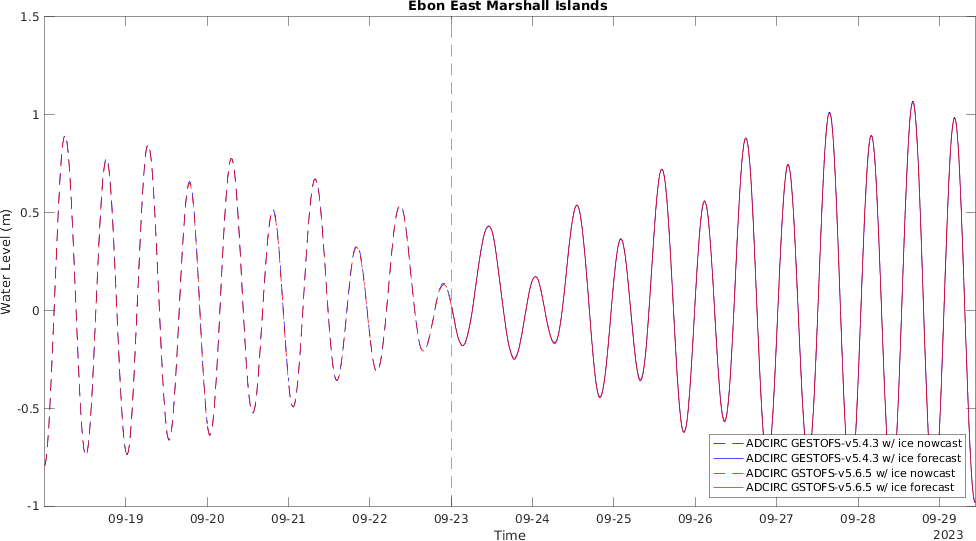 Ebon East Marshall Islands
1.5
1
0.5
0
-0.5
-1
Water Level (m)
ADCIRC GESTOFS-v5.4.3 w/ ice nowcast
ADCIRC GESTOFS-v5.4.3 w/ ice forecast
ADCIRC GSTOFS-v5.6.5 w/ ice nowcast
ADCIRC GSTOFS-v5.6.5 w/ ice forecast
09-19 09-20 09-21 09-22 09-23 09-24 09-25 09-26 09-27 09-28 09-29
Time
2023